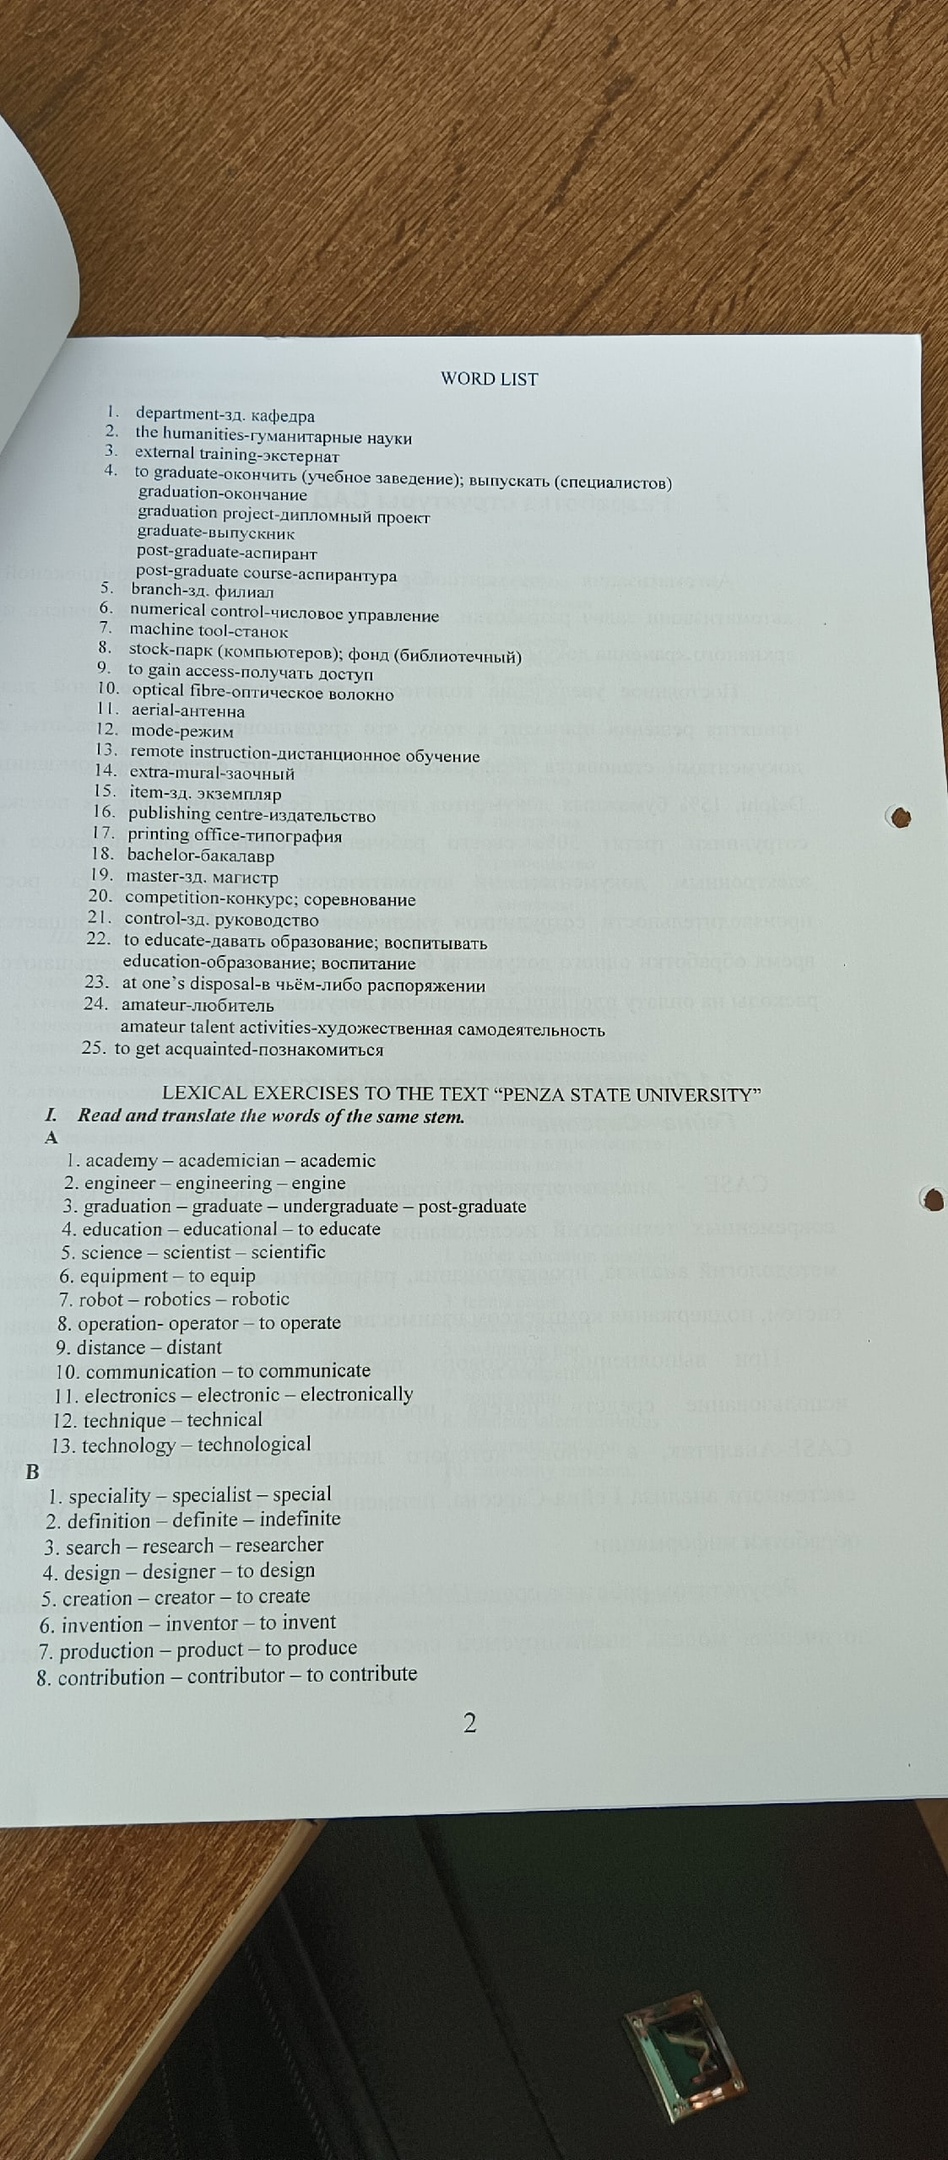 WORD LIST
1. department-зд. кафедра
2. the humanities-гуманитарные науки
3. external training-экстернат
4. to graduate-окончить (учебное заведение); выпускать (специалистов)
graduation-окончание
graduation project-дипломный проект
graduate-выпускник
post-graduate-аспирант
post-graduate course-аспирантура
5. branch-зд. филиал
6. numerical control-числовое управление
7. machine tool-станок
8. stock-парк (компьютеров); фонд (библиотечный)
9. to gain access-получать доступ
10. optical fibre-оптическое волокно
11. aerial-антенна
12. mode-режим
13. remote instruction-дистанционное обучение
14. extra-mural-заочный
15. item-зд. экземпляр
16. publishing centre-издательство
17. printing office-типография
18. bachelor-бакалавр
19. master-зд. магистр
20. competition-конкурс; соревнование
21. control-зд. руководство
22. to educate-давать образование; воспитывать
education-образование; воспитание
23. at one's disposal-в чьём-либо распоряжении
24. amateur-любитель
amateur talent activities-художественная самодеятельность
25. to get acquainted-познакомиться
LEXICAL EXERCISES TO THE TEXT “PENZA STATE UNIVERSITY”
I. Read and translate the words of the same stem.
A
1. academy – academician – academic
2. engineer – engineering – engine
3. graduation – graduate – undergraduate – post-graduate
4. education – educational – to educate
5. science – scientist – scientific
6. equipment – to equip
7. robot – robotics – robotic
8. operation- operator – to operate
9. distance – distant
10. communication – to communicate
11. electronics – electronic – electronically
12. technique – technical
13. technology – technological
B
1. speciality – specialist – special
2. definition – definite – indefinite
3. search – research – researcher
4. design – designer – to design
5. creation – creator – to create
6. invention – inventor – to invent
7. production – product – to produce
8. contribution – contributor – to contribute
2